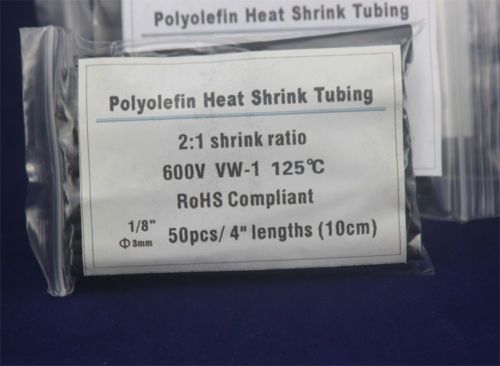 Polyolefin Heat Shrink Tubing
Polyolefin Heat Shrink Tubing
2:1 shrink ratio
600V VW-1 125℃
RoHS Compliant
1/8"
Φ3mm
50pcs/ 4" lengths (10cm)